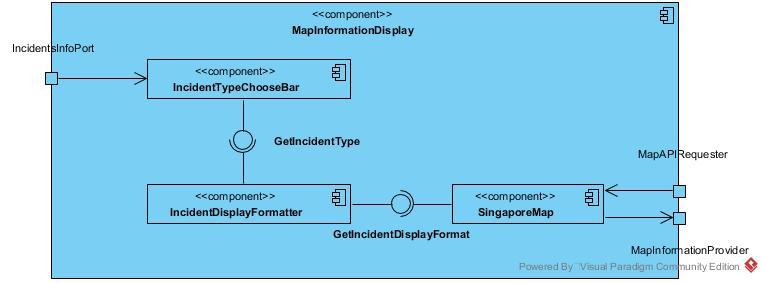 <<component>>
MapInformationDisplay
IncidentsInfoPort
<<component>>
IncidentTypeChooseBar
GetIncidentType
MapAPIRequester
<<component>>
IncidentDisplayFormatter
<<component>>
SingaporeMap
GetIncidentDisplayFormat
MapInformationProvider
Powered By Visual Paradigm Community Edition